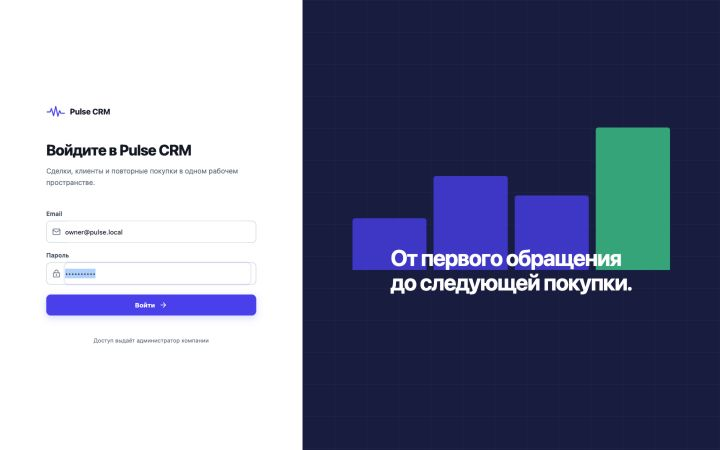 Pulse CRM
Войдите в Pulse CRM
Сделки, клиенты и повторные покупки в одном рабочем
пространстве.
Email
owner@pulse.local
Пароль
••••••••••
Войти →
Доступ выдаёт администратор компании
От первого обращения
до следующей покупки.